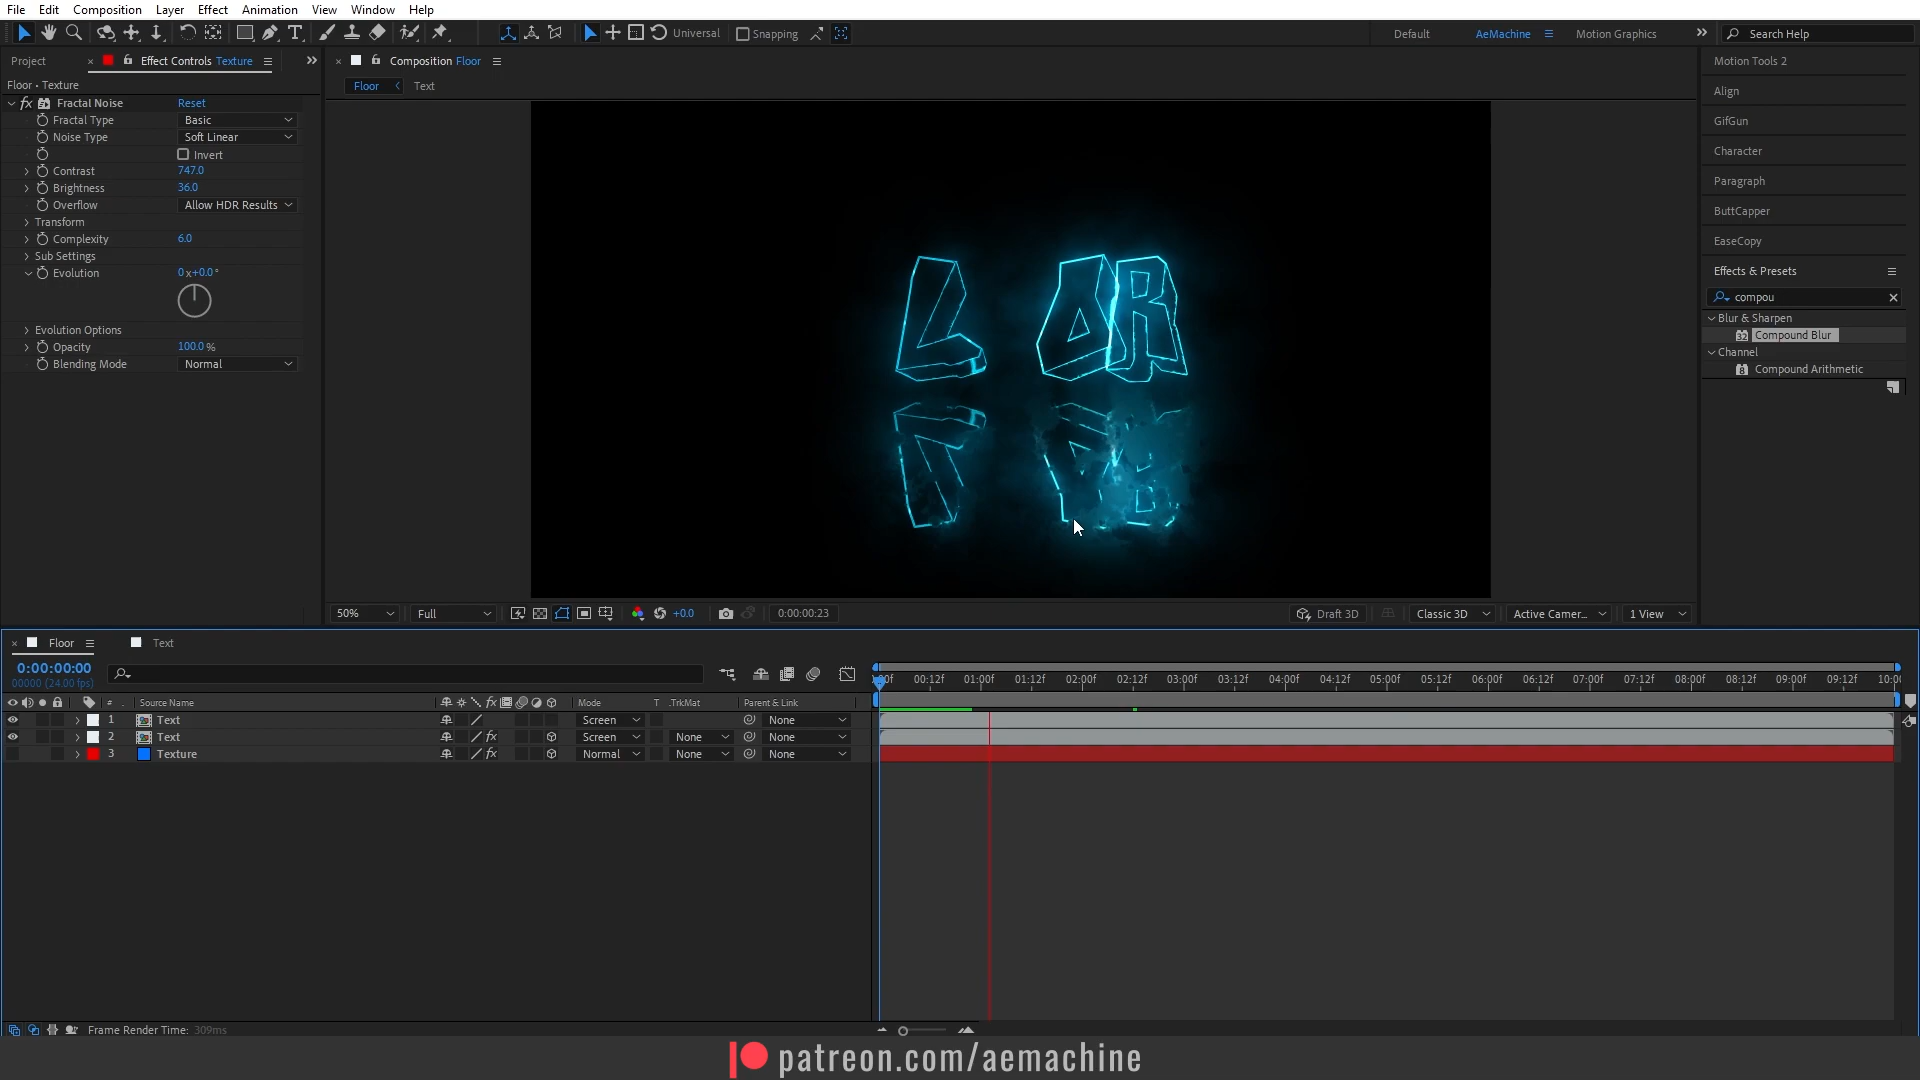 File Edit Composition Layer Effect Animation View Window Help
Universal Snapping Default AeMachine Motion Graphics Search Help
Project Effect Controls Texture Composition Floor
Floor • Texture
Floor Text
Fractal Noise Reset
Fractal Type Basic
Noise Type Soft Linear
Invert
Contrast 747.0
Brightness 36.0
Overflow Allow HDR Results
Transform
Complexity 6.0
Sub Settings
Evolution 0x+0.0°
Evolution Options
Opacity 100.0 %
Blending Mode Normal
L OR
Motion Tools 2
Align
GifGun
Character
Paragraph
ButtCapper
EaseCopy
Effects & Presets
compou
Blur & Sharpen
Compound Blur
Channel
Compound Arithmetic
50% Full +0.0 0:00:00:23 Draft 3D Classic 3D Active Camer... 1 View
Floor Text
0:00:00:00
00000 (24.00 fps)
:00f 00:12f 01:00f 01:12f 02:00f 02:12f 03:00f 03:12f 04:00f 04:12f 05:00f 05:12f 06:00f 06:12f 07:00f 07:12f 08:00f 08:12f 09:00f 09:12f 10:0
# Source Name Mode T .TrkMat Parent & Link
1 Text Screen None
2 Text Screen None None
3 Texture Normal None None
Frame Render Time: 309ms
patreon.com/aemachine